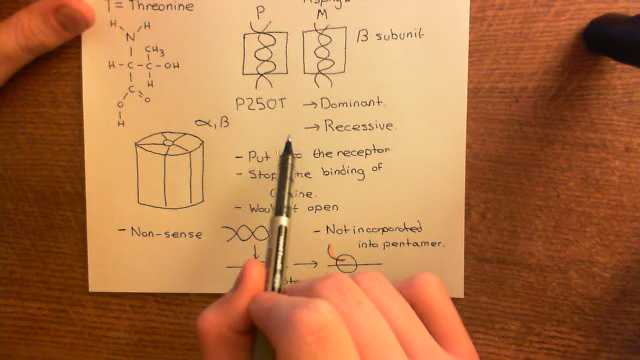 T = Threonine
P
M
β subunit
H H
N
CH₃
H-C-C-OH
H
C
O O
H
P250T → Dominant.
→ Recessive.
α, β
- Put the receptor
- Stop the binding of
- open
- Non-sense
- Not incorporated
into pentamer.